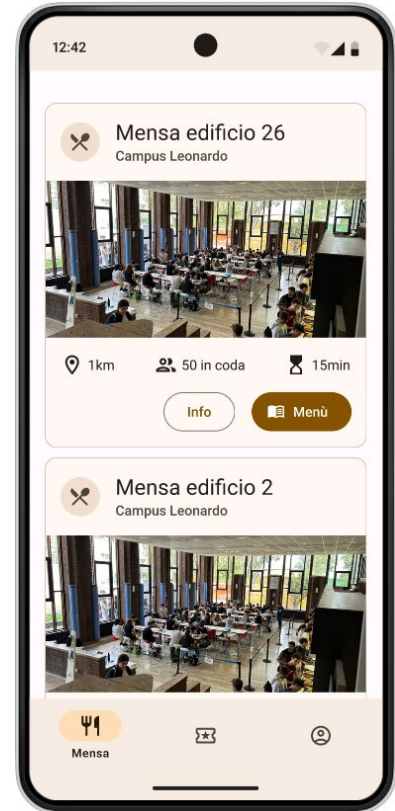 12:42
Mensa edificio 26
Campus Leonardo
1km 50 in coda 15min
Info Menù
Mensa edificio 2
Campus Leonardo
Mensa